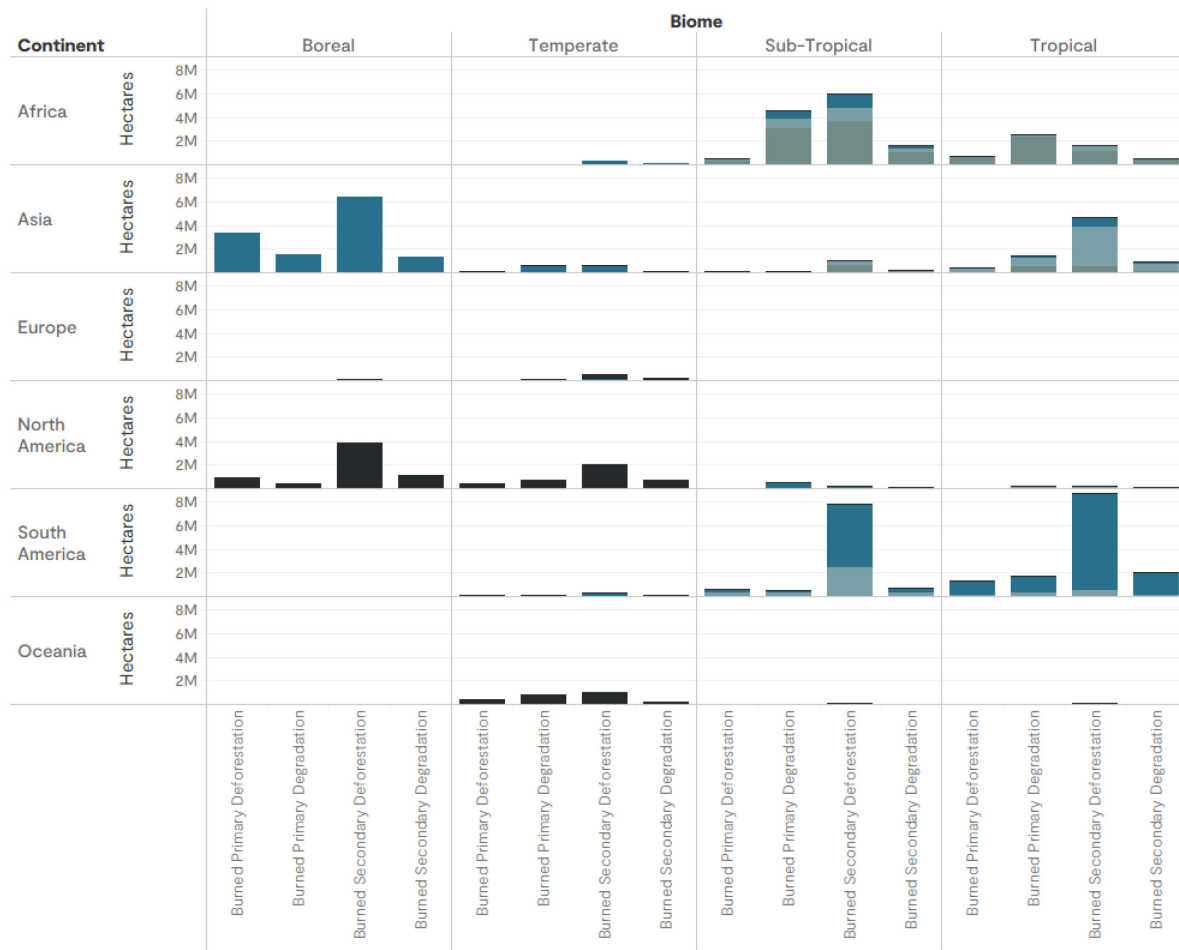 Biome
Continent
Boreal
Temperate
Sub-Tropical
Tropical
Africa
Hectares
8M
6M
4M
2M
Asia
Hectares
8M
6M
4M
2M
Europe
Hectares
8M
6M
4M
2M
North
America
Hectares
8M
6M
4M
2M
South
America
Hectares
8M
6M
4M
2M
Oceania
Hectares
8M
6M
4M
2M
Burned Primary Deforestation
Burned Primary Degradation
Burned Secondary Deforestation
Burned Secondary Degradation
Burned Primary Deforestation
Burned Primary Degradation
Burned Secondary Deforestation
Burned Secondary Degradation
Burned Primary Deforestation
Burned Primary Degradation
Burned Secondary Deforestation
Burned Secondary Degradation
Burned Primary Deforestation
Burned Primary Degradation
Burned Secondary Deforestation
Burned Secondary Degradation